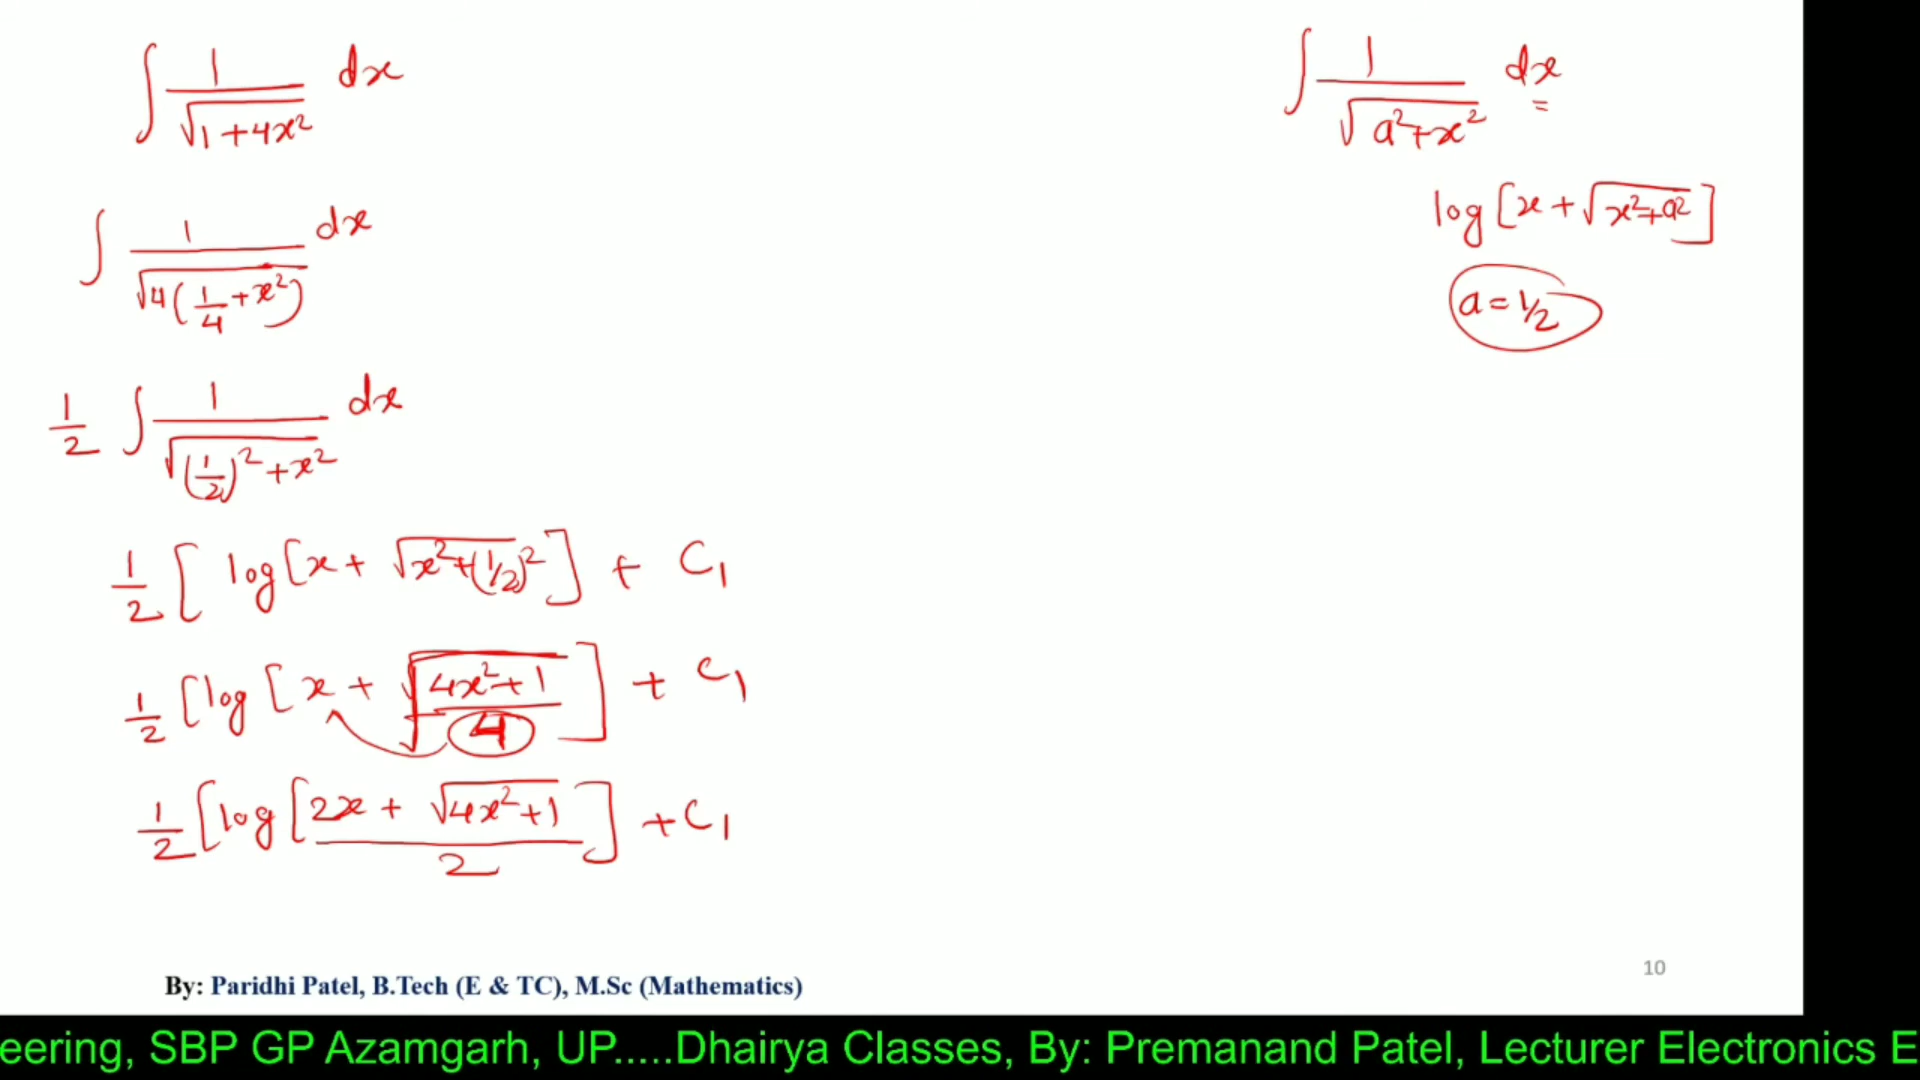 ∫ 1/√(1+4x²) dx
∫ 1/√(4(1/4+x²)) dx
1/2 ∫ 1/√((1/2)²+x²) dx
1/2 [ log[x + √(x²+(1/2)²] + C₁
1/2 [log [x + √((4x²+1)/4)] + C₁
1/2 [log [(2x + √(4x²+1))/2] + C₁
∫ 1/√(a²+x²) dx =
log [x + √(x²+a²)]
a = 1/2
10
By: Paridhi Patel, B.Tech (E & TC), M.Sc (Mathematics)
eering, SBP GP Azamgarh, UP.....Dhairya Classes, By: Premanand Patel, Lecturer Electronics E